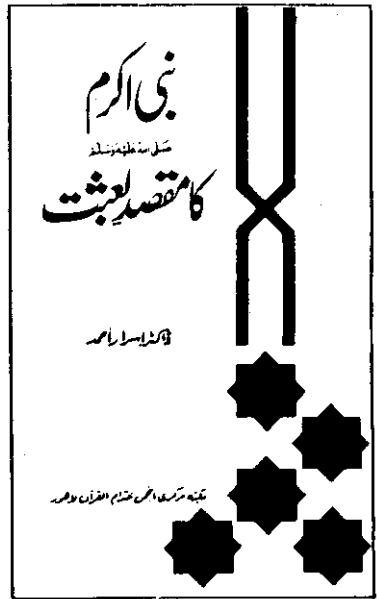 نبی اکرم
صلی اللہ علیہ وسلم
کا مقصدِ بعثت
ڈاکٹر اسرار احمد
مکتبہ مرکزی انجمن خدام القرآن لاہور